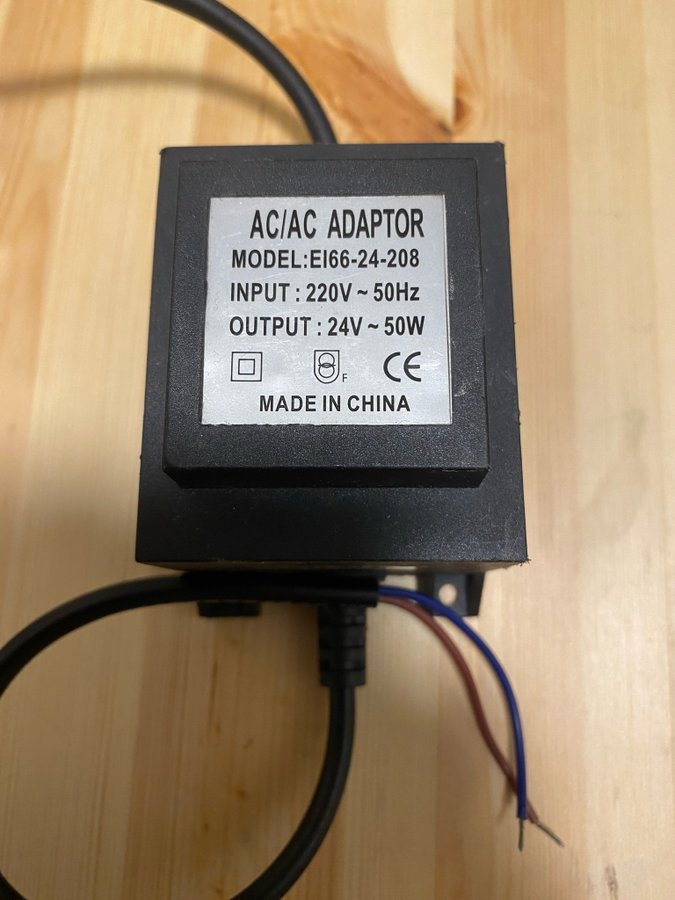 AC/AC ADAPTOR
MODEL:EI66-24-208
INPUT : 220V ~ 50Hz
OUTPUT : 24V ~ 50W
F CE
MADE IN CHINA